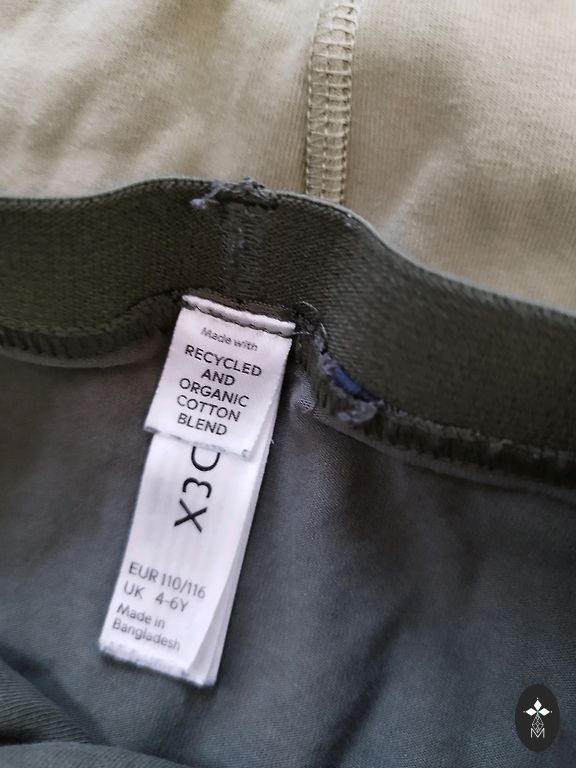 Made with
RECYCLED
AND
ORGANIC
COTTON
BLEND
EUR 110/116
UK 4-6Y
Made in
Bangladesh
M